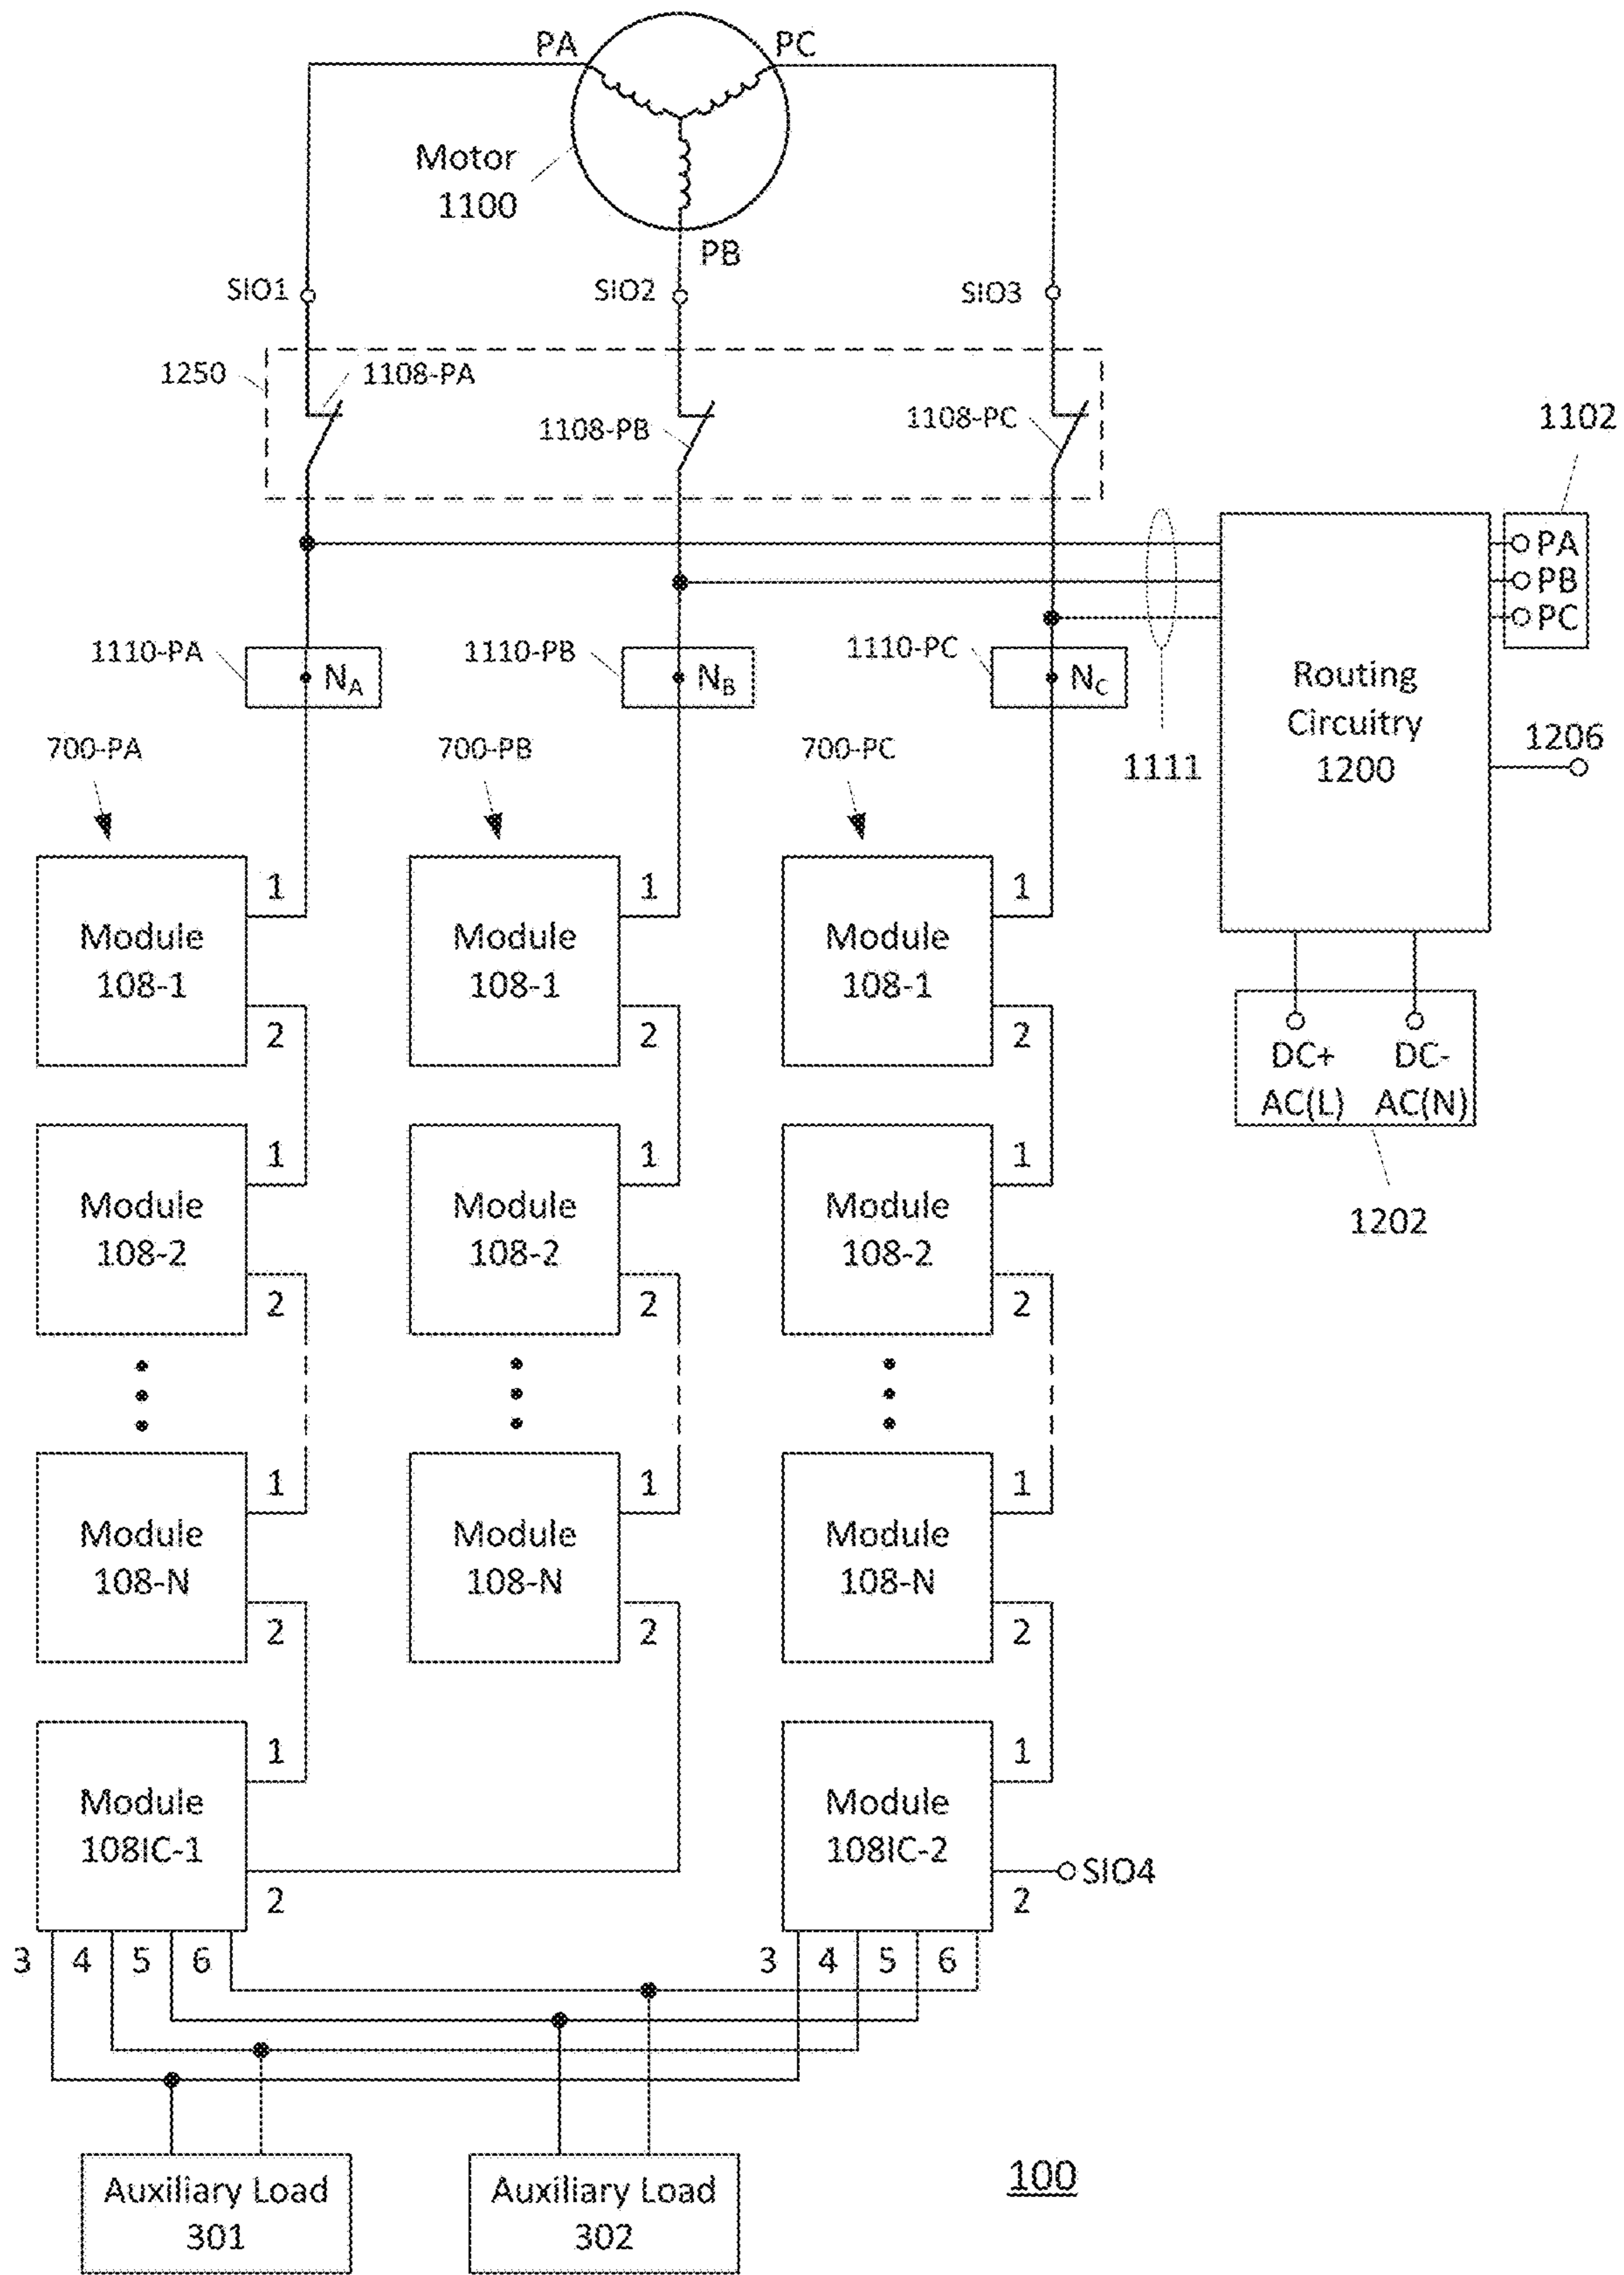 PA
PC
Motor
1100
PB
SIO1
SIO2
SIO3
1250
1108-PA
1108-PB
1108-PC
1102
PA
PB
PC
1110-PA
NA
1110-PB
NB
1110-PC
NC
Routing
Circuitry
1200
1206
1111
700-PA
700-PB
700-PC
Module
108-1
1
2
Module
108-1
1
2
Module
108-1
1
2
DC+
DC-
AC(L)
AC(N)
1202
Module
108-2
1
2
Module
108-2
1
2
Module
108-2
1
2
Module
108-N
1
2
Module
108-N
1
2
Module
108-N
1
2
Module
108IC-1
1
2
Module
108IC-2
1
2
SIO4
3
4
5
6
3
4
5
6
Auxiliary Load
301
Auxiliary Load
302
100